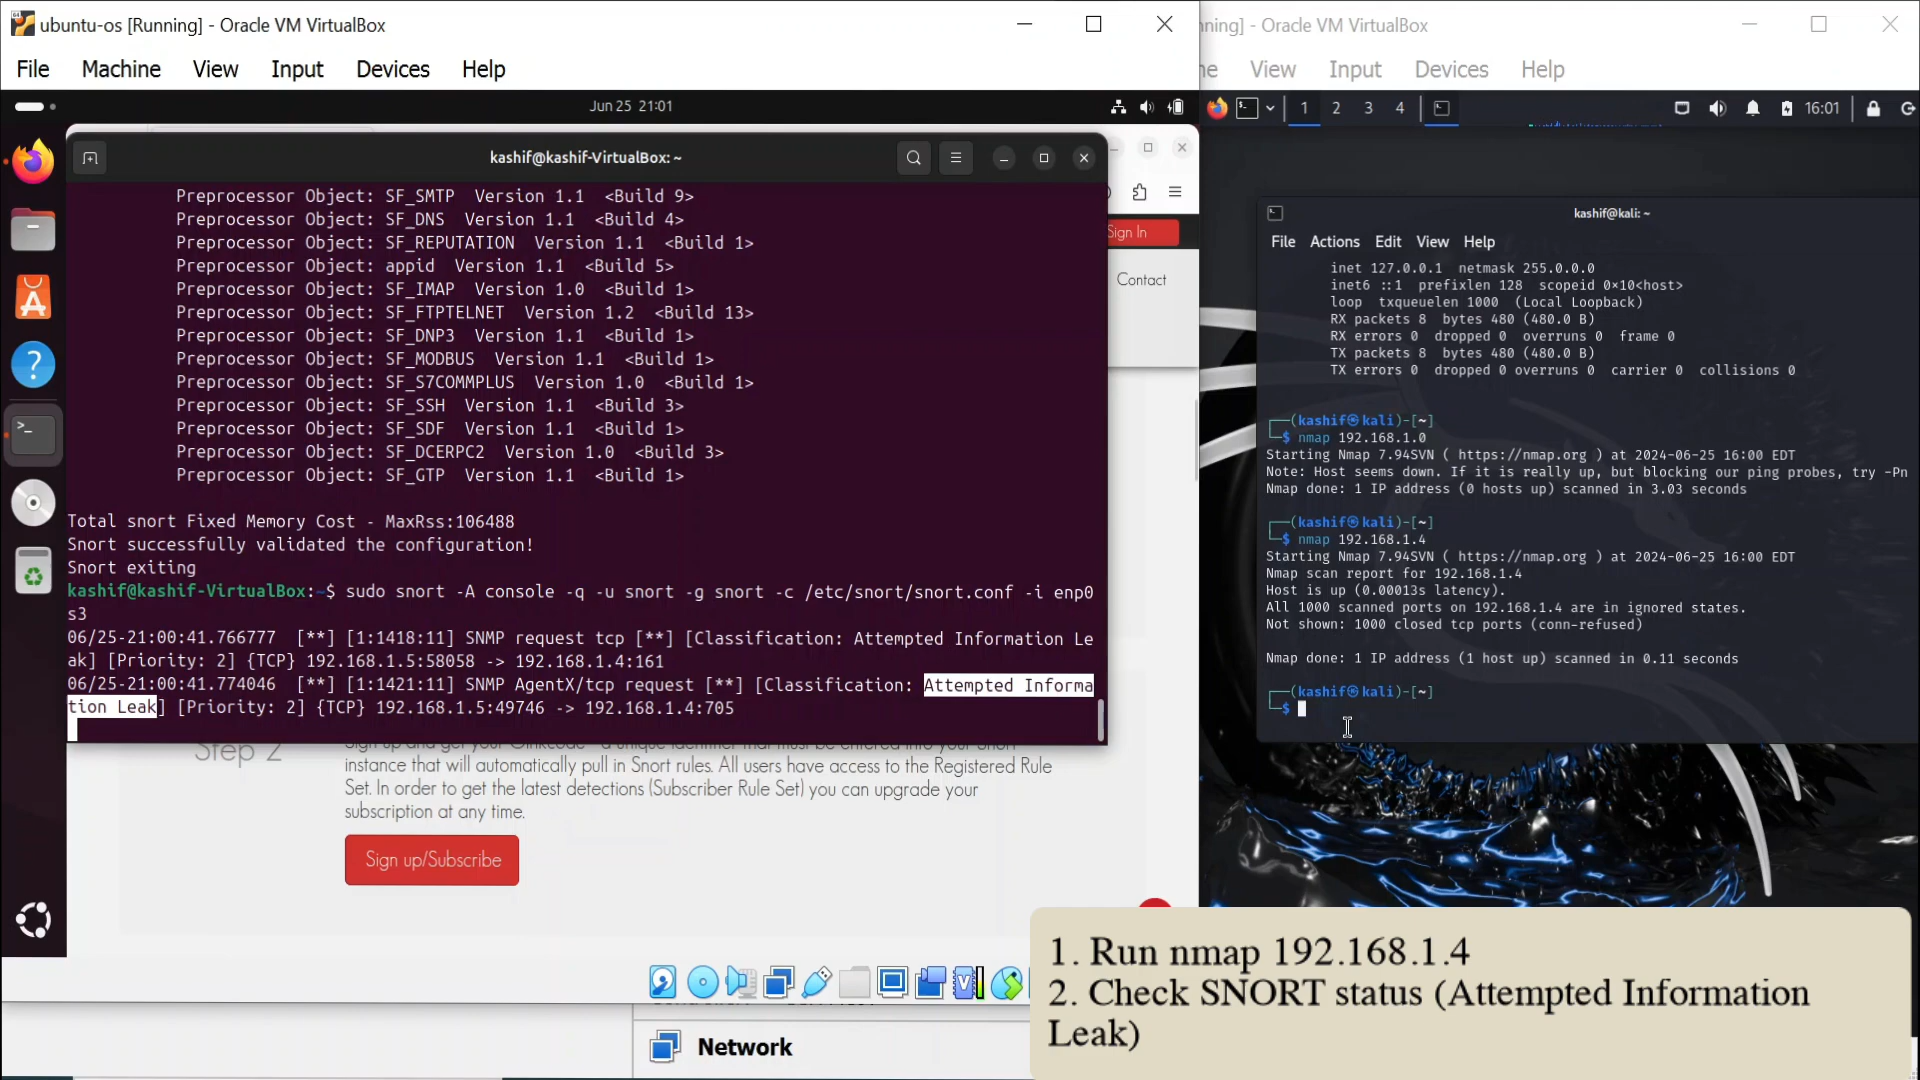 ubuntu-os [Running] - Oracle VM VirtualBox
File Machine View Input Devices Help
Jun 25 21:01
kashif@kashif-VirtualBox: ~
Preprocessor Object: SF_SMTP Version 1.1 <Build 9>
Preprocessor Object: SF_DNS Version 1.1 <Build 4>
Preprocessor Object: SF_REPUTATION Version 1.1 <Build 1>
Preprocessor Object: appid Version 1.1 <Build 5>
Preprocessor Object: SF_IMAP Version 1.0 <Build 1>
Preprocessor Object: SF_FTPTELNET Version 1.2 <Build 13>
Preprocessor Object: SF_DNP3 Version 1.1 <Build 1>
Preprocessor Object: SF_MODBUS Version 1.1 <Build 1>
Preprocessor Object: SF_S7COMMPLUS Version 1.0 <Build 1>
Preprocessor Object: SF_SSH Version 1.1 <Build 3>
Preprocessor Object: SF_SDF Version 1.1 <Build 1>
Preprocessor Object: SF_DCERPC2 Version 1.0 <Build 3>
Preprocessor Object: SF_GTP Version 1.1 <Build 1>
Total snort Fixed Memory Cost - MaxRss:106488
Snort successfully validated the configuration!
Snort exiting
kashif@kashif-VirtualBox:~$ sudo snort -A console -q -u snort -g snort -c /etc/snort/snort.conf -i enp0
s3
06/25-21:00:41.766777 [**] [1:1418:11] SNMP request tcp [**] [Classification: Attempted Information Le
ak] [Priority: 2] {TCP} 192.168.1.5:58058 -> 192.168.1.4:161
06/25-21:00:41.774046 [**] [1:1421:11] SNMP AgentX/tcp request [**] [Classification: Attempted Informa
tion Leak] [Priority: 2] {TCP} 192.168.1.5:49746 -> 192.168.1.4:705
Sign In
Contact
Step 2
instance that will automatically pull in Snort rules. All users have access to the Registered Rule
Set. In order to get the latest detections (Subscriber Rule Set) you can upgrade your
subscription at any time.
Sign up/Subscribe
Network
ning] - Oracle VM VirtualBox
ne View Input Devices Help
1 2 3 4 16:01
kashif@kali: ~
File Actions Edit View Help
inet 127.0.0.1 netmask 255.0.0.0
inet6 ::1 prefixlen 128 scopeid 0×10<host>
loop txqueuelen 1000 (Local Loopback)
RX packets 8 bytes 480 (480.0 B)
RX errors 0 dropped 0 overruns 0 frame 0
TX packets 8 bytes 480 (480.0 B)
TX errors 0 dropped 0 overruns 0 carrier 0 collisions 0
┌──(kashif㉿kali)-[~]
└─$ nmap 192.168.1.0
Starting Nmap 7.94SVN ( https://nmap.org ) at 2024-06-25 16:00 EDT
Note: Host seems down. If it is really up, but blocking our ping probes, try -Pn
Nmap done: 1 IP address (0 hosts up) scanned in 3.03 seconds
┌──(kashif㉿kali)-[~]
└─$ nmap 192.168.1.4
Starting Nmap 7.94SVN ( https://nmap.org ) at 2024-06-25 16:00 EDT
Nmap scan report for 192.168.1.4
Host is up (0.00013s latency).
All 1000 scanned ports on 192.168.1.4 are in ignored states.
Not shown: 1000 closed tcp ports (conn-refused)
Nmap done: 1 IP address (1 host up) scanned in 0.11 seconds
┌──(kashif㉿kali)-[~]
└─$
1. Run nmap 192.168.1.4
2. Check SNORT status (Attempted Information
Leak)